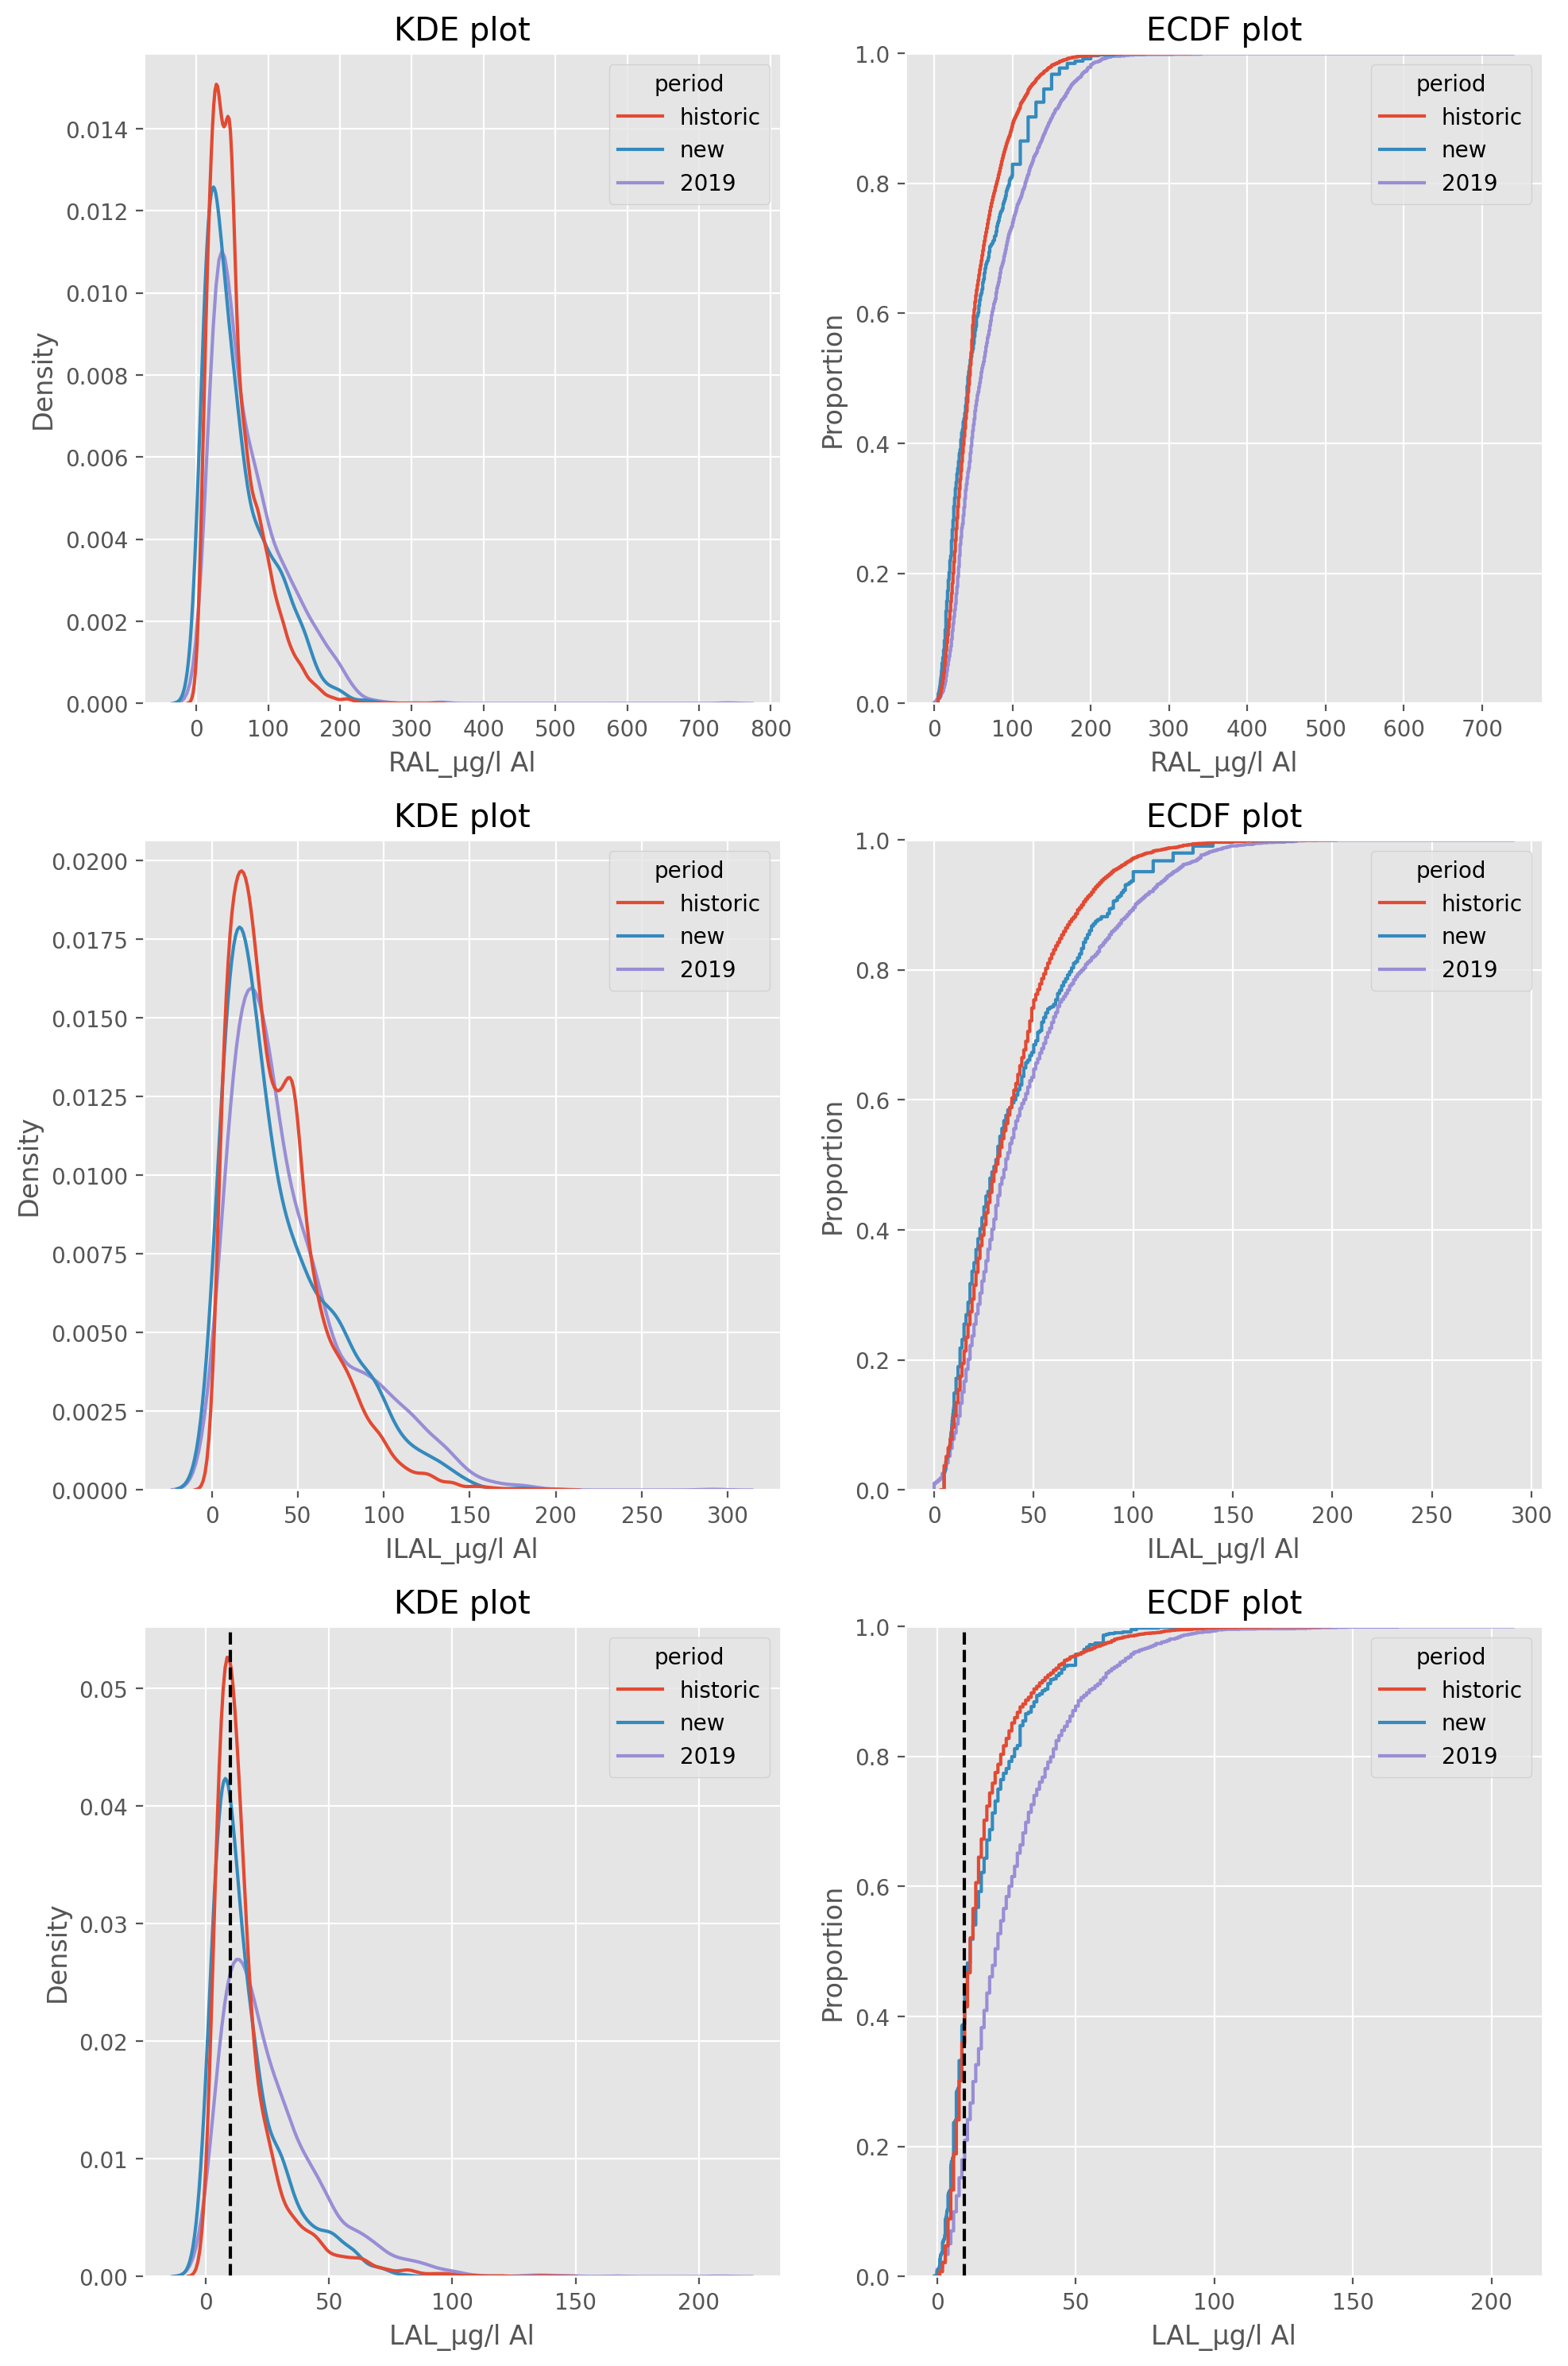 KDE plot
Density
0.014
0.012
0.010
0.008
0.006
0.004
0.002
0.000
0 100 200 300 400 500 600 700 800
RAL_µg/l Al
period
historic
new
2019
ECDF plot
Proportion
1.0
0.8
0.6
0.4
0.2
0.0
0 100 200 300 400 500 600 700
RAL_µg/l Al
period
historic
new
2019
KDE plot
Density
0.0200
0.0175
0.0150
0.0125
0.0100
0.0075
0.0050
0.0025
0.0000
0 50 100 150 200 250 300
ILAL_µg/l Al
period
historic
new
2019
ECDF plot
Proportion
1.0
0.8
0.6
0.4
0.2
0.0
0 50 100 150 200 250 300
ILAL_µg/l Al
period
historic
new
2019
KDE plot
Density
0.05
0.04
0.03
0.02
0.01
0.00
0 50 100 150 200
LAL_µg/l Al
period
historic
new
2019
ECDF plot
Proportion
1.0
0.8
0.6
0.4
0.2
0.0
0 50 100 150 200
LAL_µg/l Al
period
historic
new
2019